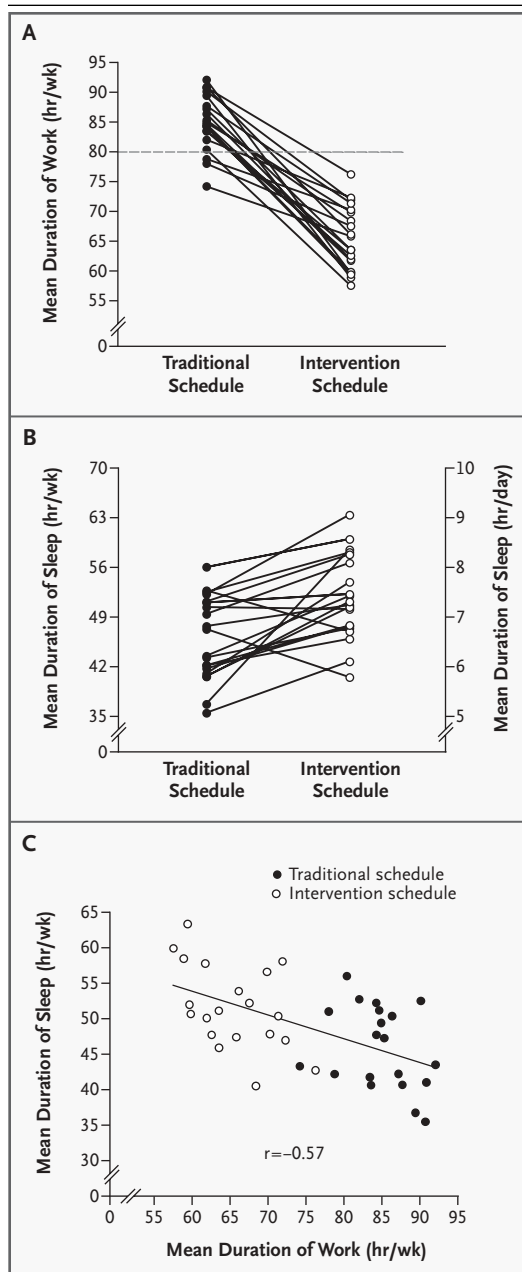 A
Mean Duration of Work (hr/wk)
95
90
85
80
75
70
65
60
55
0
Traditional Schedule
Intervention Schedule
B
Mean Duration of Sleep (hr/wk)
70
63
56
49
42
35
0
Mean Duration of Sleep (hr/day)
10
9
8
7
6
5
Traditional Schedule
Intervention Schedule
C
Traditional schedule
Intervention schedule
Mean Duration of Sleep (hr/wk)
65
60
55
50
45
40
35
30
0
r=–0.57
0 55 60 65 70 75 80 85 90 95
Mean Duration of Work (hr/wk)